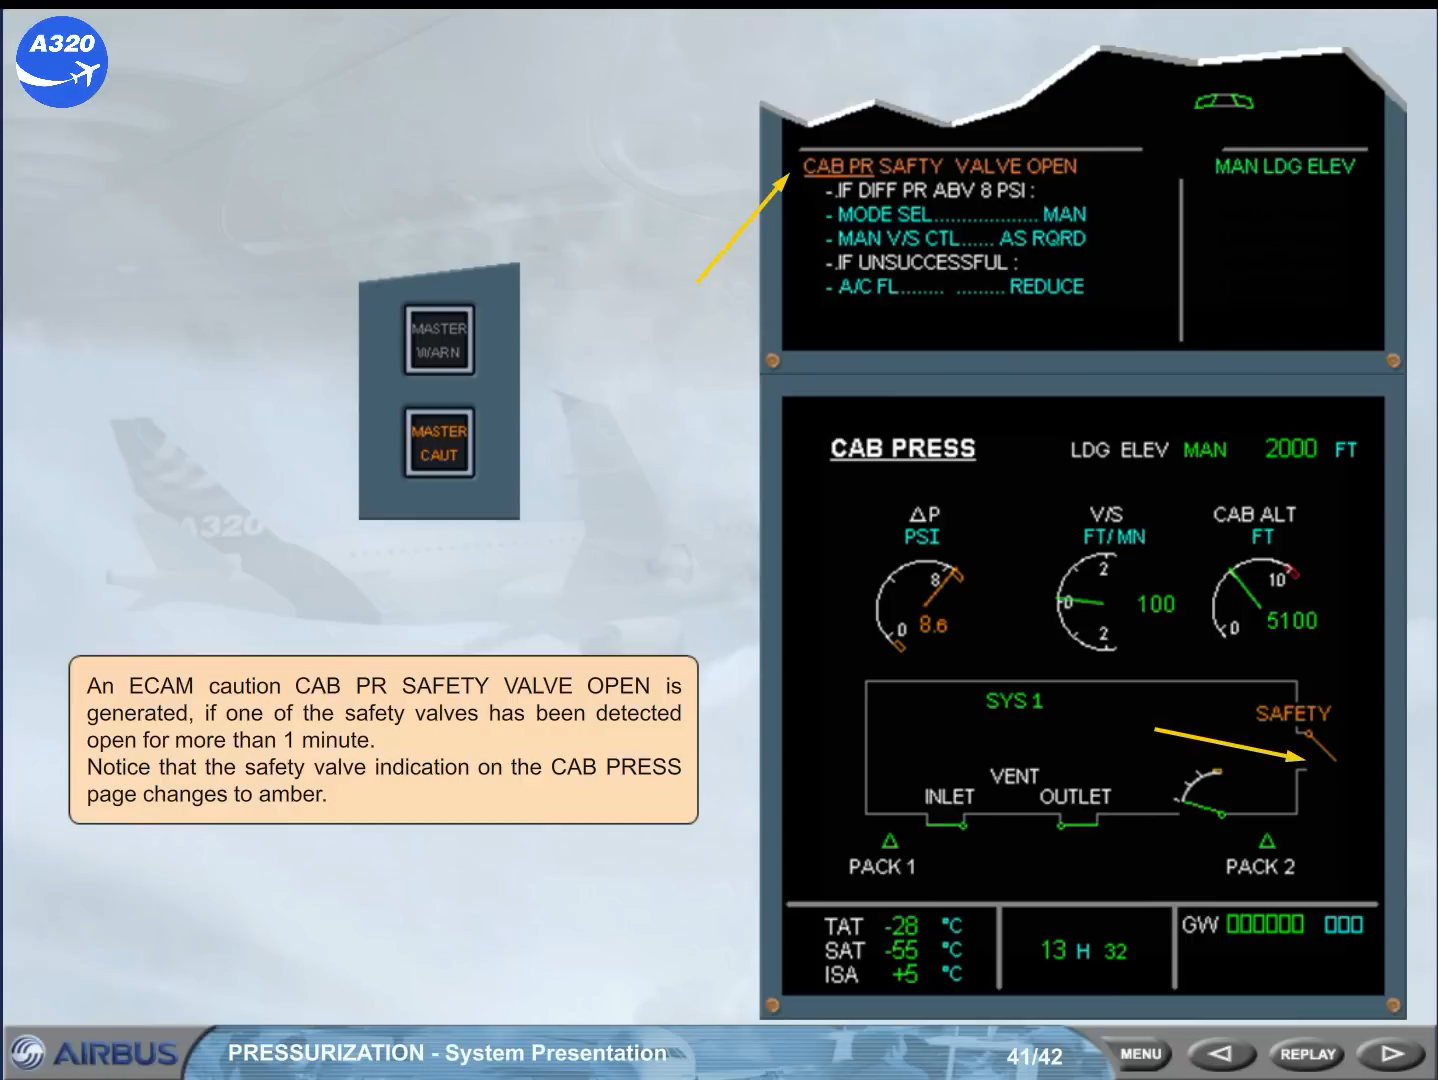 A320
CAB PR SAFTY VALVE OPEN
MAN LDG ELEV
-.IF DIFF PR ABV 8 PSI :
- MODE SEL................... MAN
- MAN V/S CTL...... AS RQRD
-.IF UNSUCCESSFUL :
- A/C FL........ ......... REDUCE
MASTER
WARN
MASTER
CAUT
CAB PRESS
LDG ELEV MAN 2000 FT
ΔP
PSI
8
0
8.6
V/S
FT/MN
2
0
2
100
CAB ALT
FT
10
0
5100
A320
An ECAM caution CAB PR SAFETY VALVE OPEN is
generated, if one of the safety valves has been detected
open for more than 1 minute.
Notice that the safety valve indication on the CAB PRESS
page changes to amber.
SYS 1
SAFETY
VENT
INLET
OUTLET
PACK 1
PACK 2
TAT -28 °C
SAT -55 °C
ISA +5 °C
13 H 32
GW
AIRBUS
PRESSURIZATION - System Presentation
41/42
MENU
REPLAY